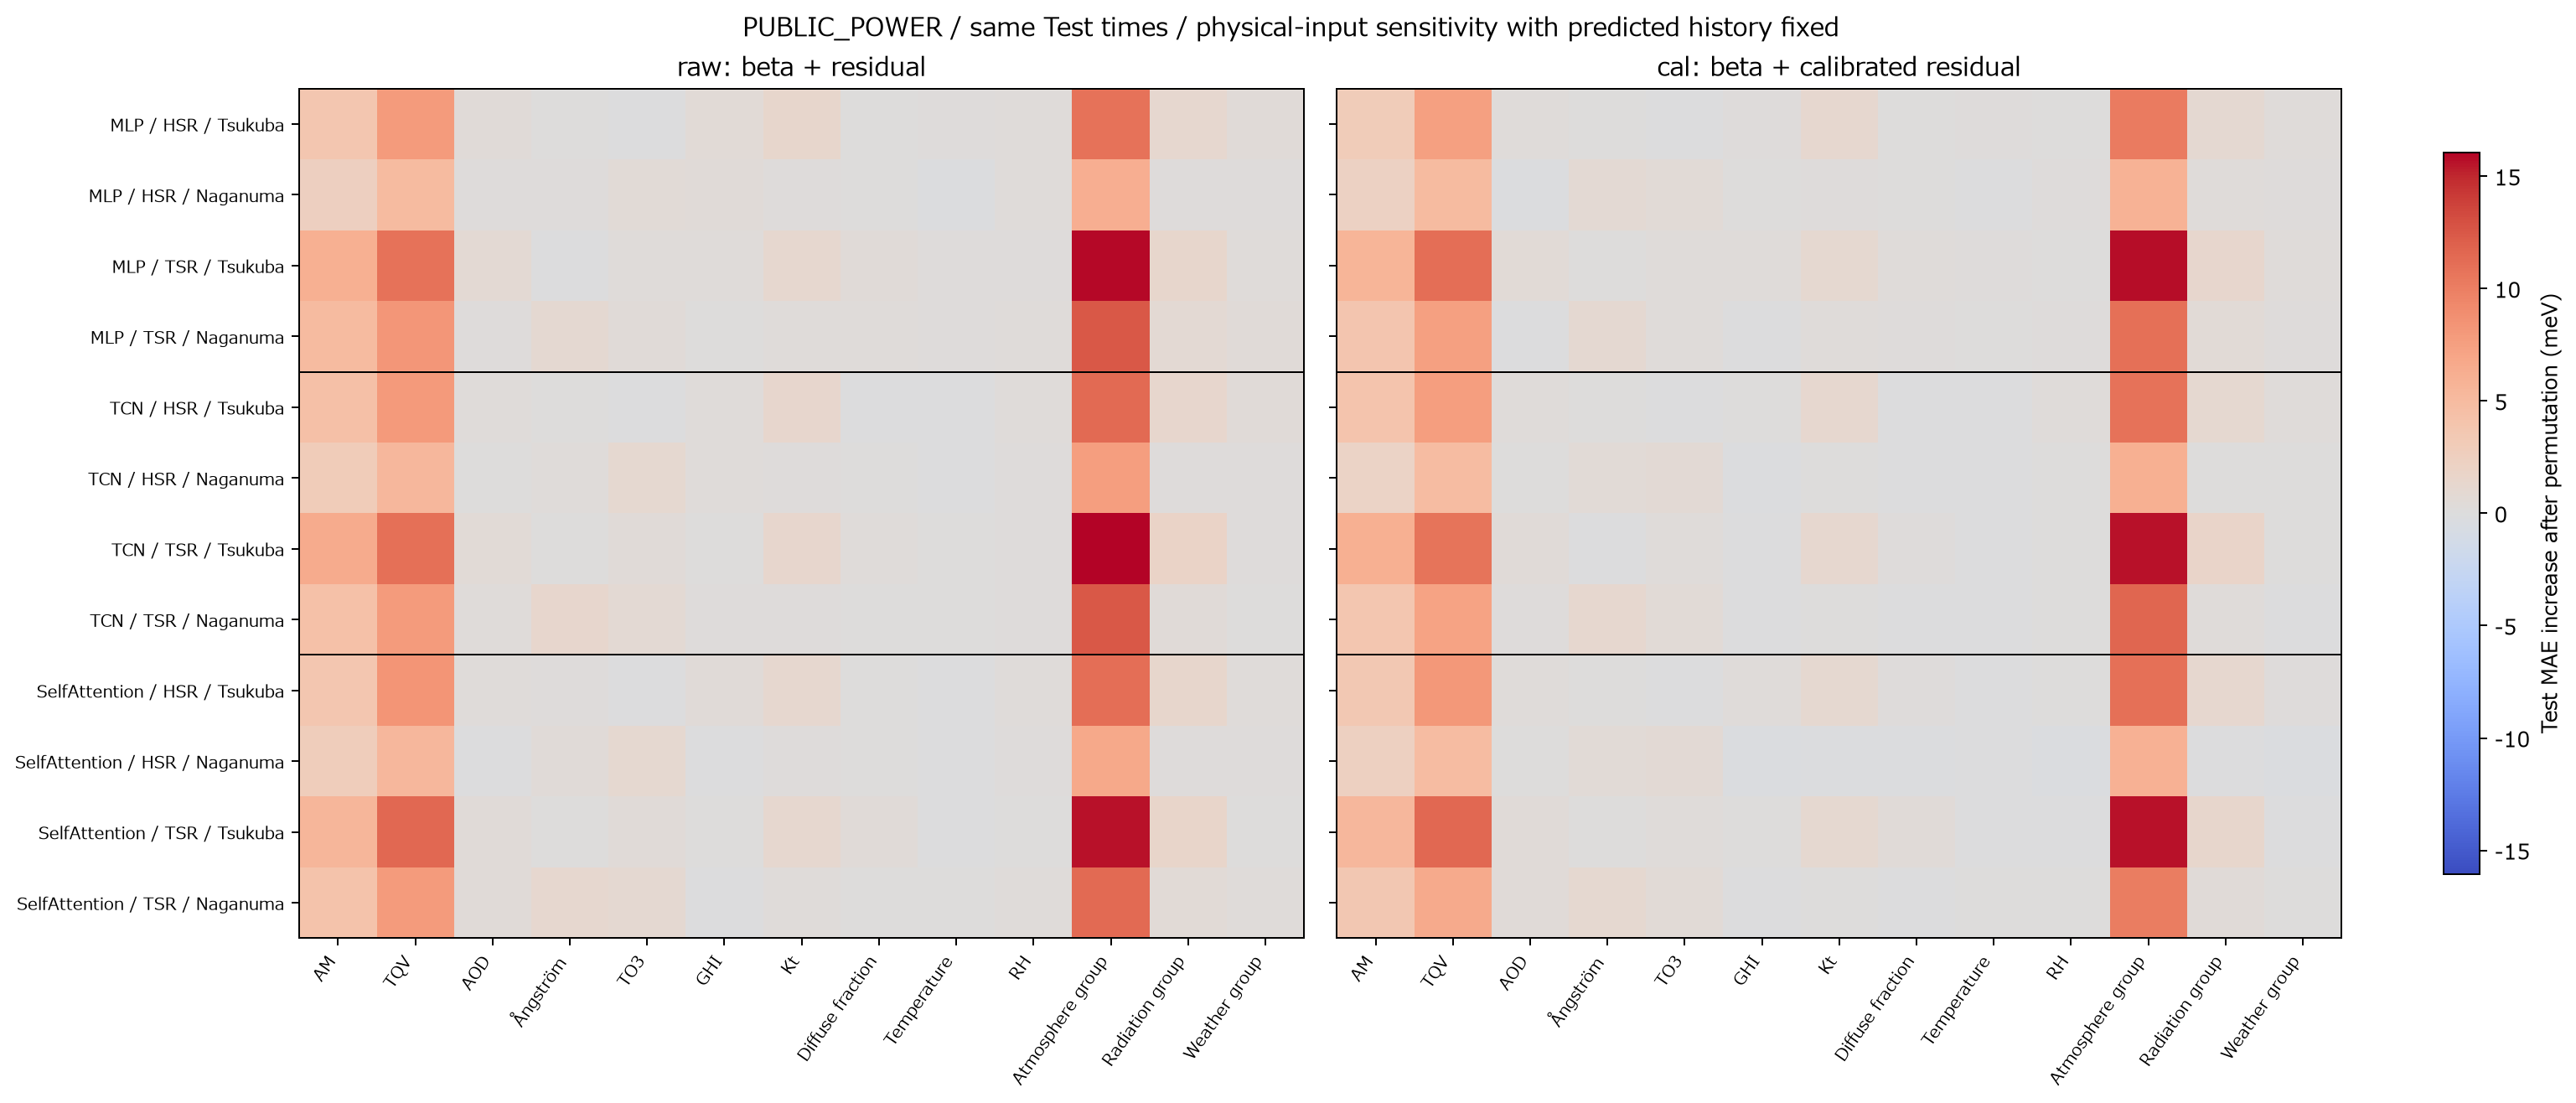 PUBLIC_POWER / same Test times / physical-input sensitivity with predicted history fixed
raw: beta + residual
cal: beta + calibrated residual
MLP / HSR / Tsukuba
MLP / HSR / Naganuma
MLP / TSR / Tsukuba
MLP / TSR / Naganuma
TCN / HSR / Tsukuba
TCN / HSR / Naganuma
TCN / TSR / Tsukuba
TCN / TSR / Naganuma
SelfAttention / HSR / Tsukuba
SelfAttention / HSR / Naganuma
SelfAttention / TSR / Tsukuba
SelfAttention / TSR / Naganuma
AM
TQV
AOD
Ångström
TO3
GHI
Kt
Diffuse fraction
Temperature
RH
Atmosphere group
Radiation group
Weather group
AM
TQV
AOD
Ångström
TO3
GHI
Kt
Diffuse fraction
Temperature
RH
Atmosphere group
Radiation group
Weather group
15
10
5
0
-5
-10
-15
Test MAE increase after permutation (meV)